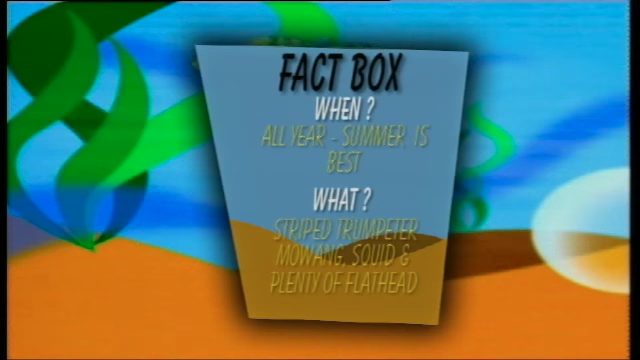 FACT BOX
WHEN ?
ALL YEAR - SUMMER IS
BEST
WHAT ?
STRIPED TRUMPETER
MOWANG, SQUID &
PLENTY OF FLATHEAD